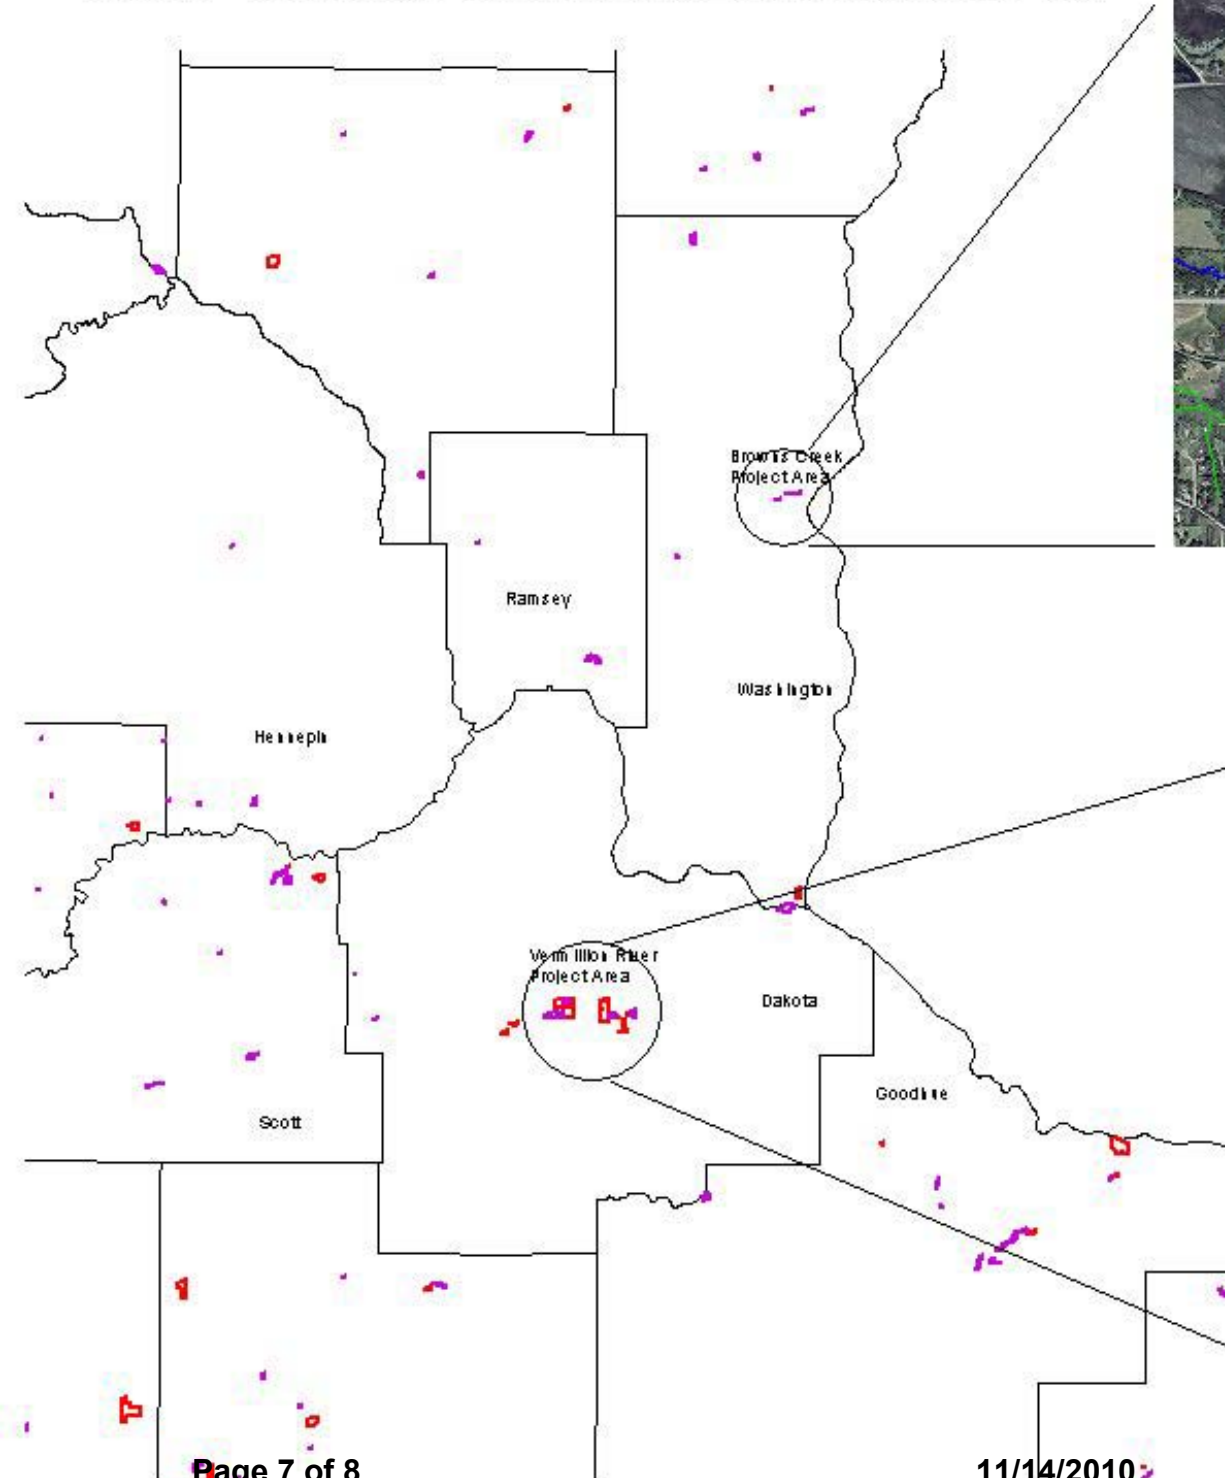 Browns Creek
Project Area
Ramsey
Washington
Hennepin
Vermillion River
Project Area
Dakota
Goodhue
Scott
Page 7 of 8
11/14/2010